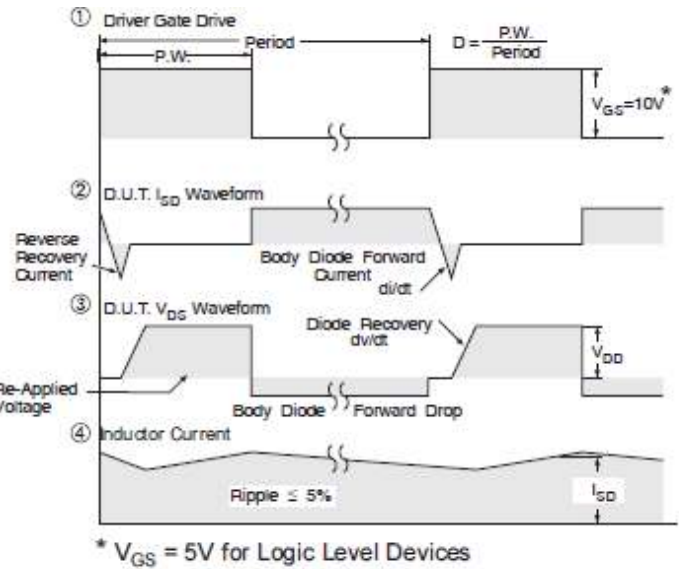 ① Driver Gate Drive
P.W.
Period
D = P.W.
Period
V_GS=10V*
② D.U.T. I_SD Waveform
Reverse
Recovery
Current
Body Diode Forward
Current
di/dt
③ D.U.T. V_DS Waveform
Diode Recovery
dv/dt
V_DD
Re-Applied
Voltage
Body Diode Forward Drop
④ Inductor Current
Ripple ≤ 5%
I_SD
* V_GS = 5V for Logic Level Devices